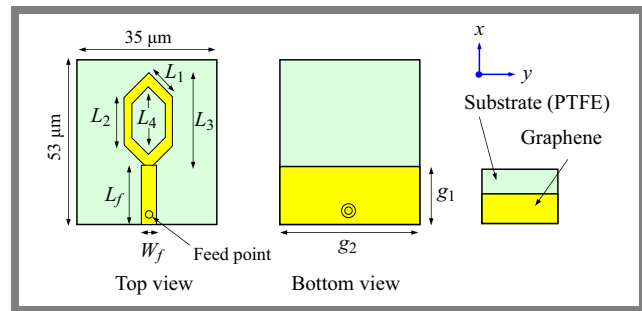 35 μm
53 μm
L1
L2
L3
L4
Lf
Wf
Feed point
Top view
g1
g2
Bottom view
x
y
Substrate (PTFE)
Graphene